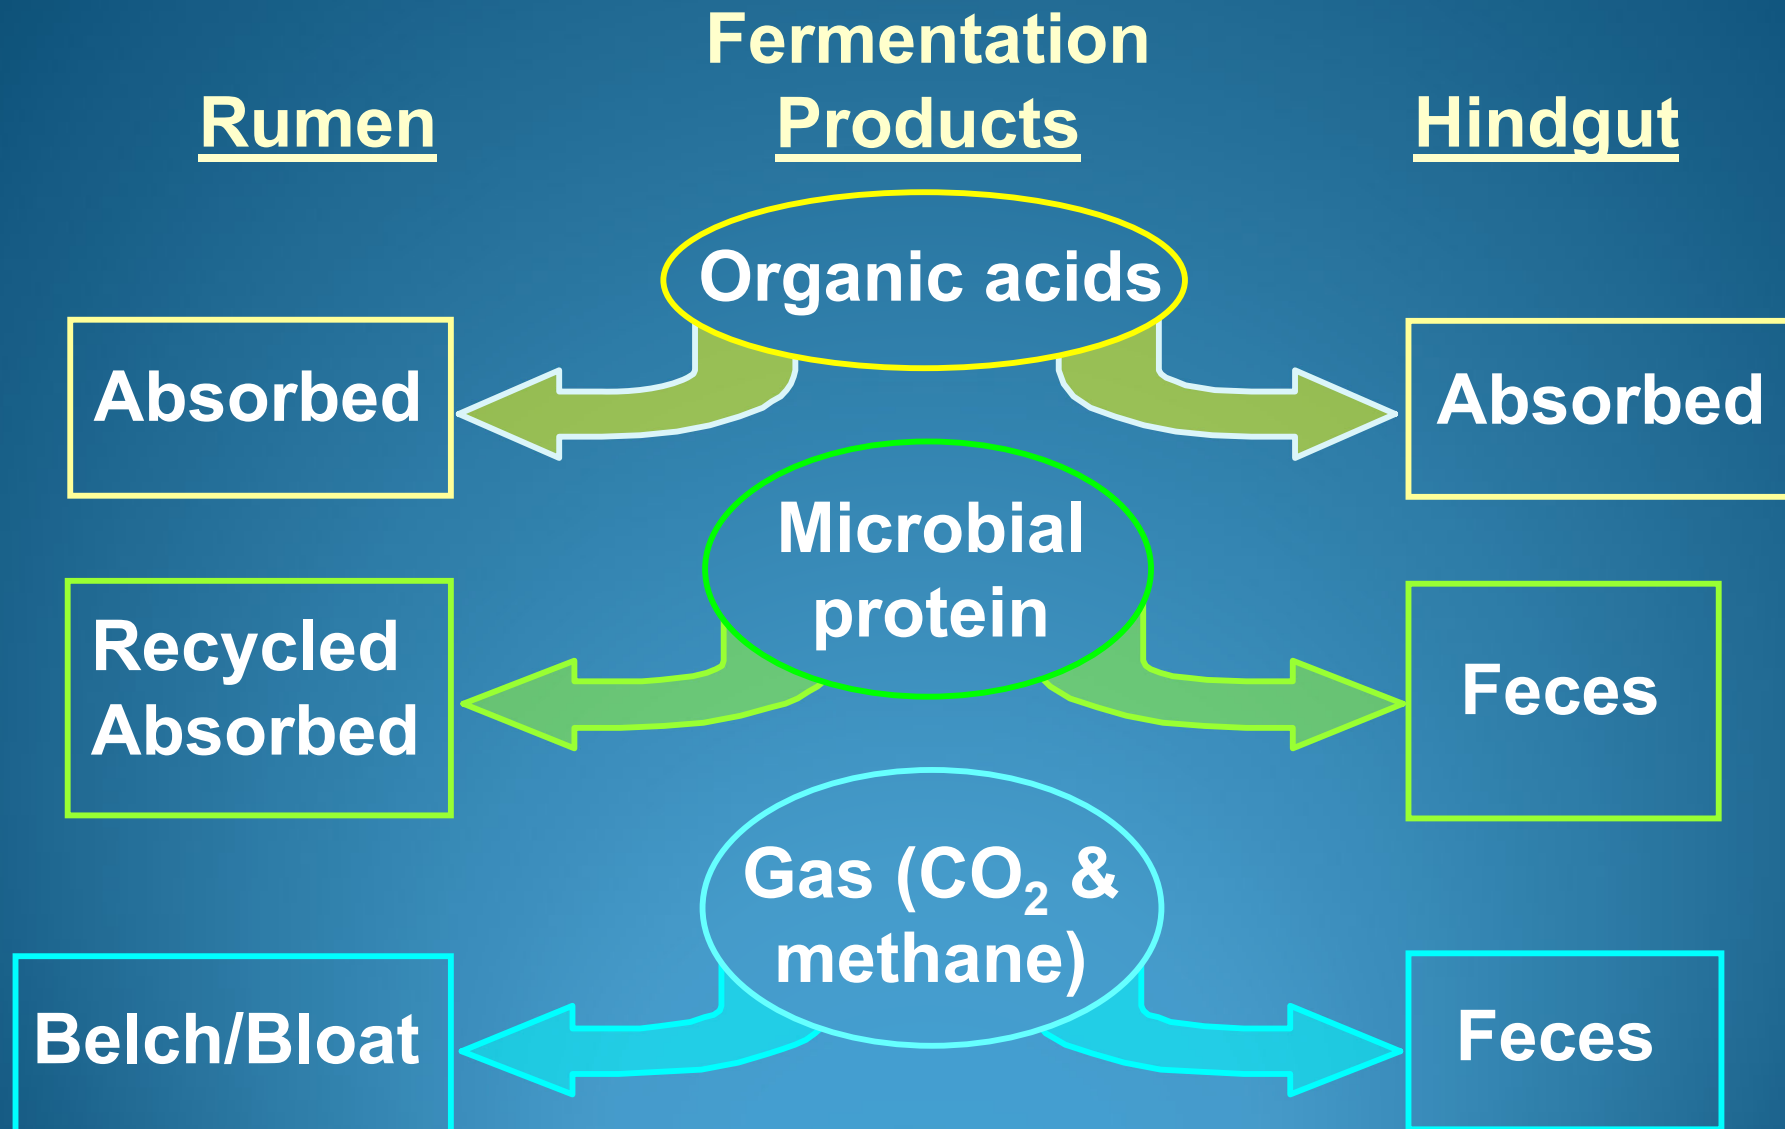 Fermentation
Rumen
Products
Hindgut
Organic acids
Absorbed
Absorbed
Microbial
protein
Recycled
Absorbed
Feces
Gas (CO₂ &
methane)
Belch/Bloat
Feces